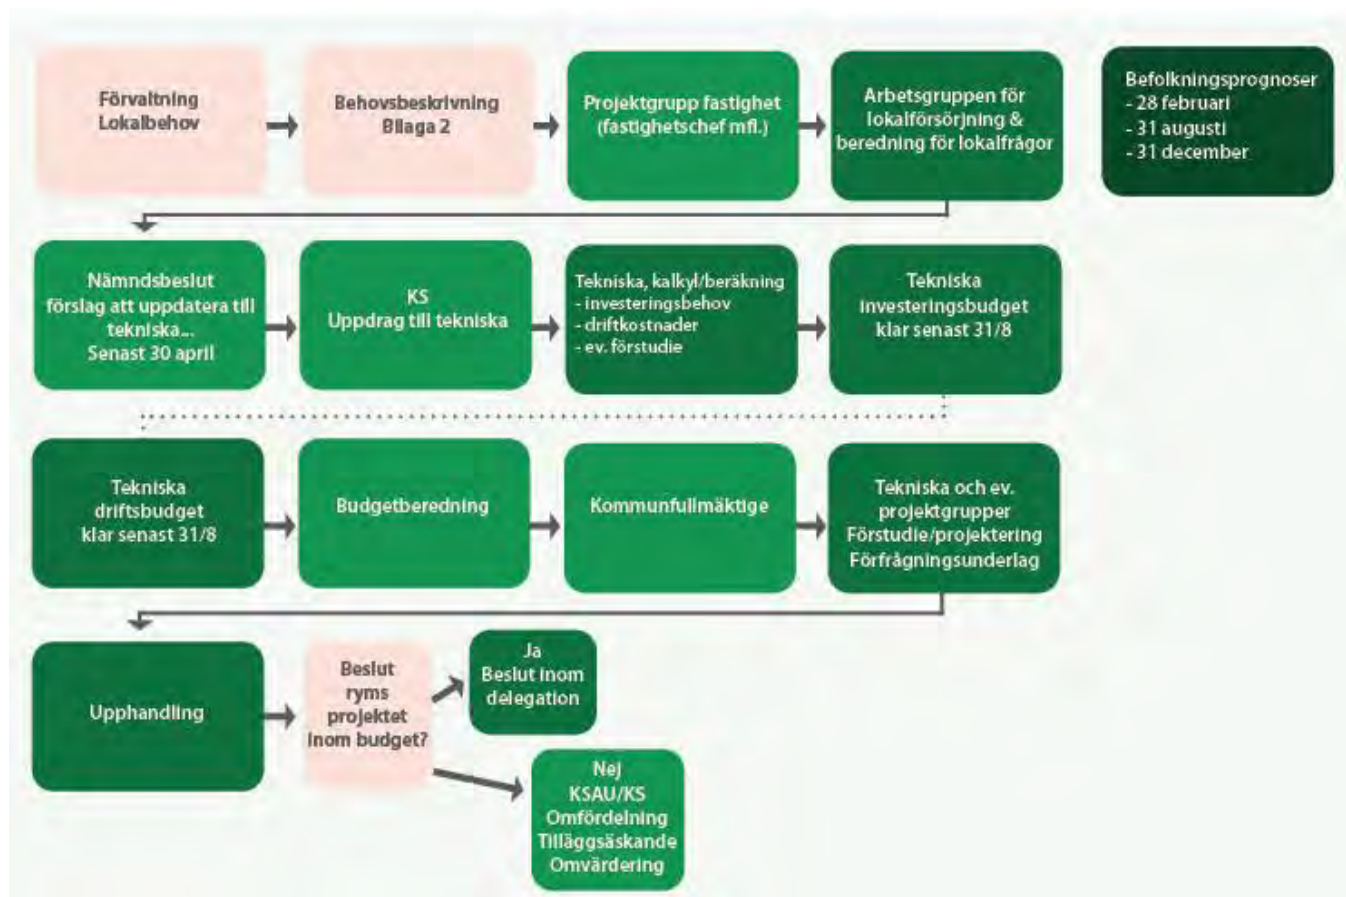 Förvaltning
Lokalbehov
Behovsbeskrivning
Bilaga 2
Projektgrupp fastighet
(fastighetschef mfl.)
Arbetsgruppen för
lokalförsörjning &
beredning för lokalfrågor
Befolkningsprognoser
- 28 februari
- 31 augusti
- 31 december
Nämndsbeslut
förslag att uppdatera till
tekniska...
Senast 30 april
KS
Uppdrag till tekniska
Tekniska, kalkyl/beräkning
- investeringsbehov
- driftkostnader
- ev. förstudie
Tekniska
investeringsbudget
klar senast 31/8
Tekniska
driftsbudget
klar senast 31/8
Budgetberedning
Kommunfullmäktige
Tekniska och ev.
projektgrupper
Förstudie/projektering
Förfrågningsunderlag
Upphandling
Beslut
ryms
projektet
inom budget?
Ja
Beslut inom
delegation
Nej
KSAU/KS
Omfördelning
Tilläggsäskande
Omvärdering